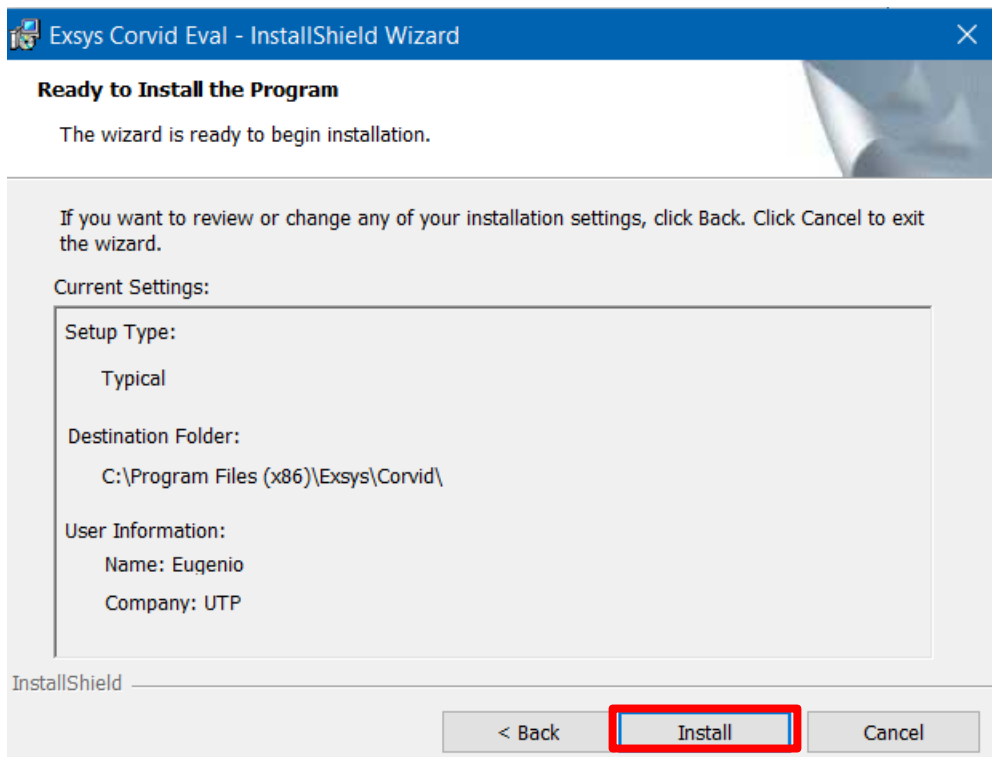 Exsys Corvid Eval - InstallShield Wizard
Ready to Install the Program
The wizard is ready to begin installation.
If you want to review or change any of your installation settings, click Back. Click Cancel to exit
the wizard.
Current Settings:
Setup Type:
Typical
Destination Folder:
C:\Program Files (x86)\Exsys\Corvid\
User Information:
Name: Eugenio
Company: UTP
InstallShield
< Back
Install
Cancel